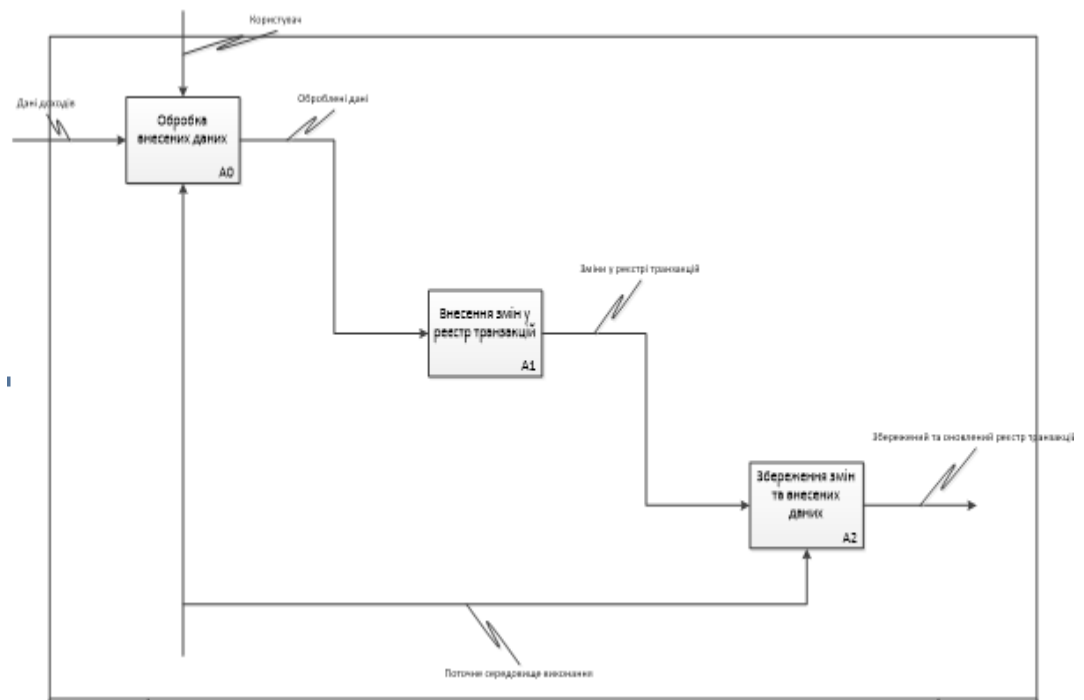 Користувач
Дані доходів
Оброблені дані
Обробка
внесених даних
A0
Зміни у реєстрі транзакцій
Внесення змін у
реєстр транзакцій
A1
Збережиний та оновлений реєстр транзакцій
Збереження змін
та внесених
даних
A2
Поточне середовище виконання